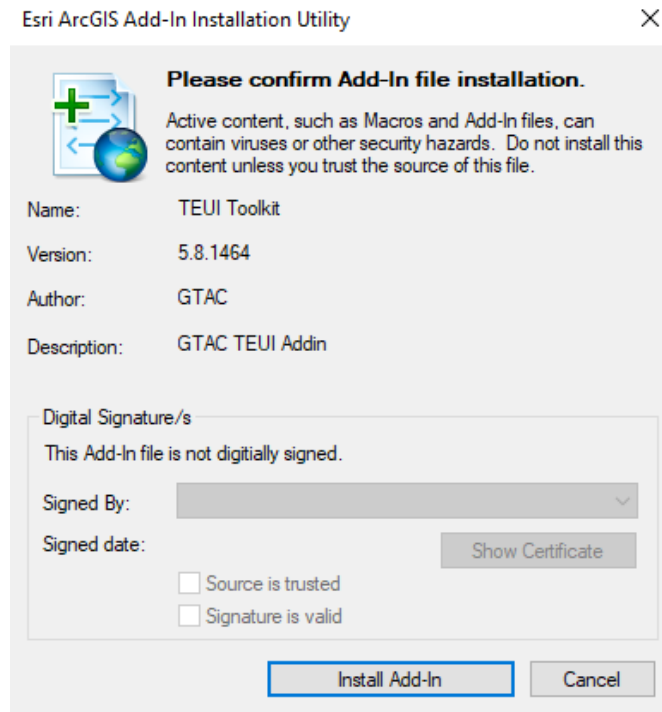 Esri ArcGIS Add-In Installation Utility
Please confirm Add-In file installation.
Active content, such as Macros and Add-In files, can
contain viruses or other security hazards. Do not install this
content unless you trust the source of this file.
Name: TEUI Toolkit
Version: 5.8.1464
Author: GTAC
Description: GTAC TEUI Addin
Digital Signature/s
This Add-In file is not digitially signed.
Signed By:
Signed date:
Show Certificate
Source is trusted
Signature is valid
Install Add-In Cancel